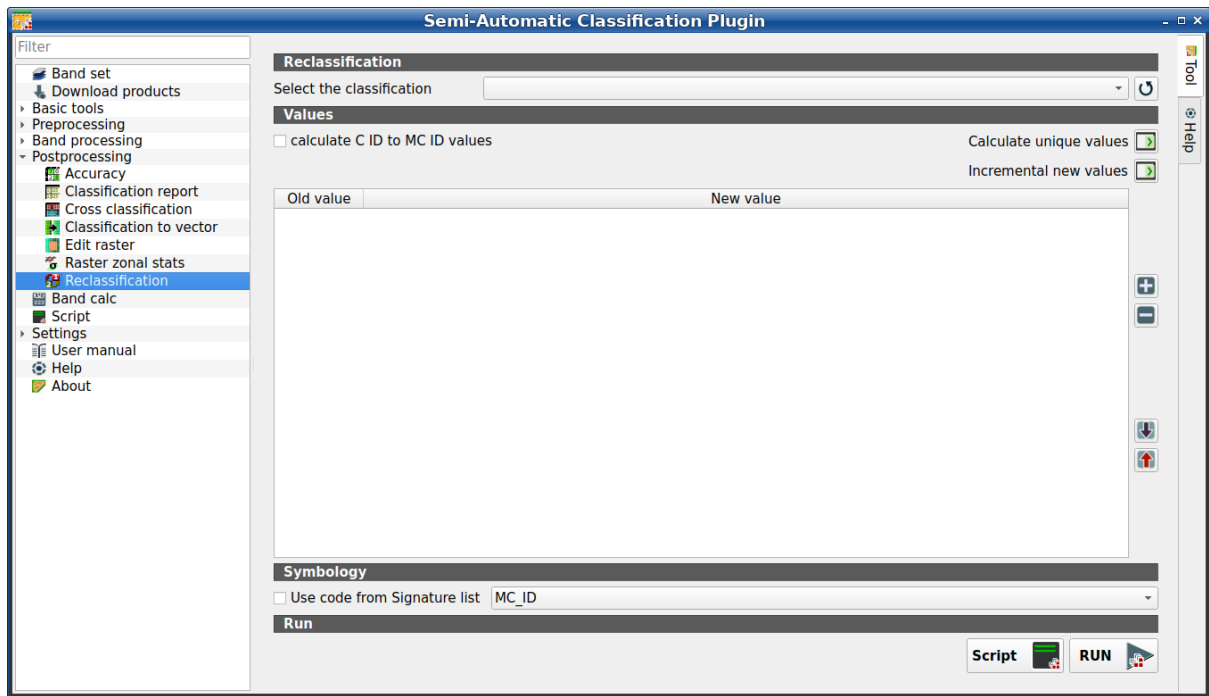 Semi-Automatic Classification Plugin
Filter
Band set
Download products
Basic tools
Preprocessing
Band processing
Postprocessing
Accuracy
Classification report
Cross classification
Classification to vector
Edit raster
Raster zonal stats
Reclassification
Band calc
Script
Settings
User manual
Help
About
Reclassification
Select the classification
Values
calculate C ID to MC ID values
Calculate unique values
Incremental new values
Old value New value
Symbology
Use code from Signature list MC_ID
Run
Script RUN
Tool
Help